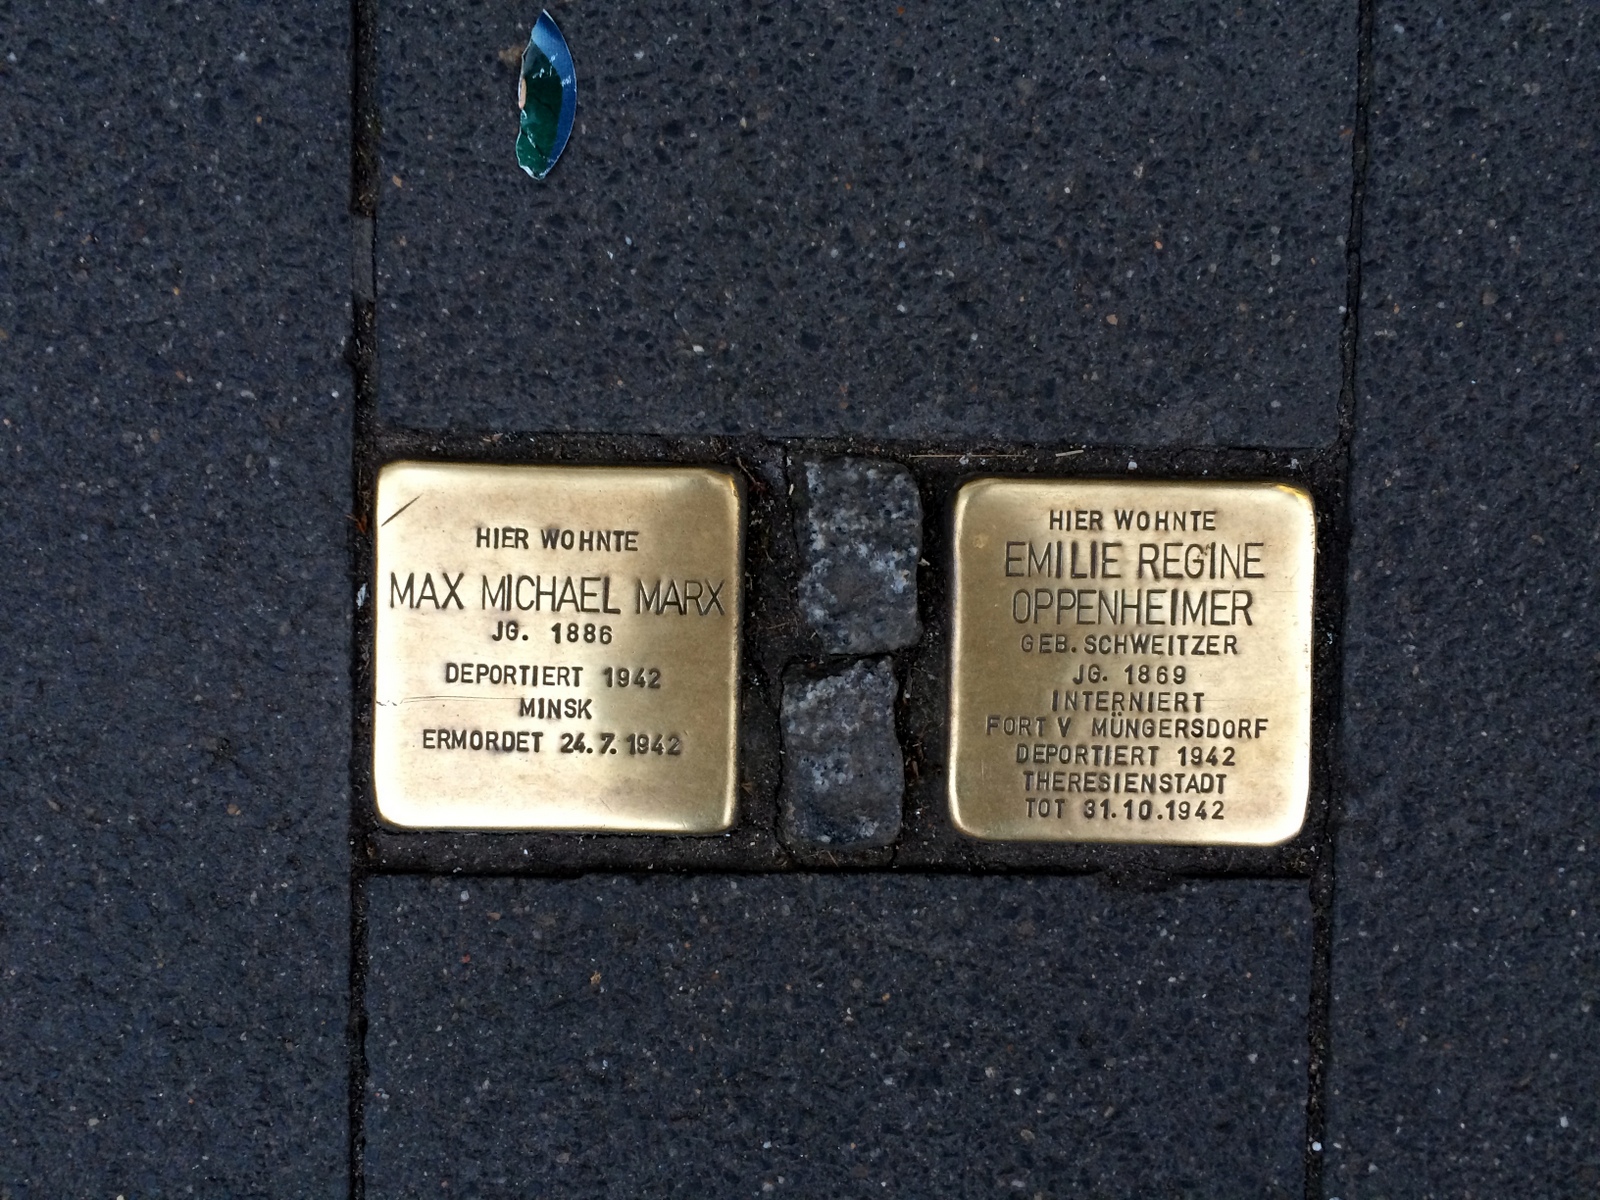 HIER WOHNTE
MAX MICHAEL MARX
JG. 1886
DEPORTIERT 1942
MINSK
ERMORDET 24.7.1942
HIER WOHNTE
EMILIE REGINE
OPPENHEIMER
GEB. SCHWEITZER
JG. 1869
INTERNIERT
FORT V MÜNGERSDORF
DEPORTIERT 1942
THERESIENSTADT
TOT 31.10.1942